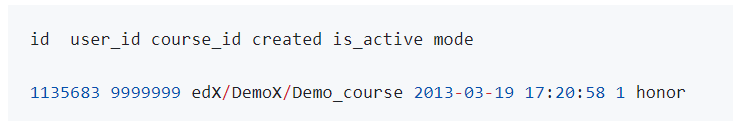 id  user_id course_id created is_active mode
1135683 9999999 edX/DemoX/Demo_course 2013-03-19 17:20:58 1 honor